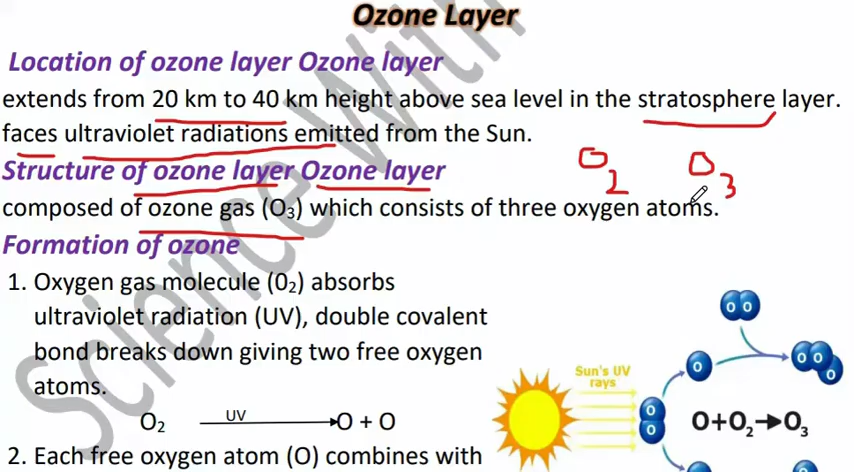 Ozone Layer
Location of ozone layer Ozone layer
extends from 20 km to 40 km height above sea level in the stratosphere layer.
faces ultraviolet radiations emitted from the Sun.
O2 O3
Structure of ozone layer Ozone layer
composed of ozone gas (O₃) which consists of three oxygen atoms.
Formation of ozone
1. Oxygen gas molecule (0₂) absorbs
ultraviolet radiation (UV), double covalent
bond breaks down giving two free oxygen
atoms.
O₂ UV O + O
2. Each free oxygen atom (O) combines with
Sun's UV
rays
O O
O
O O
O
O
O
O+O₂→O₃
Science With